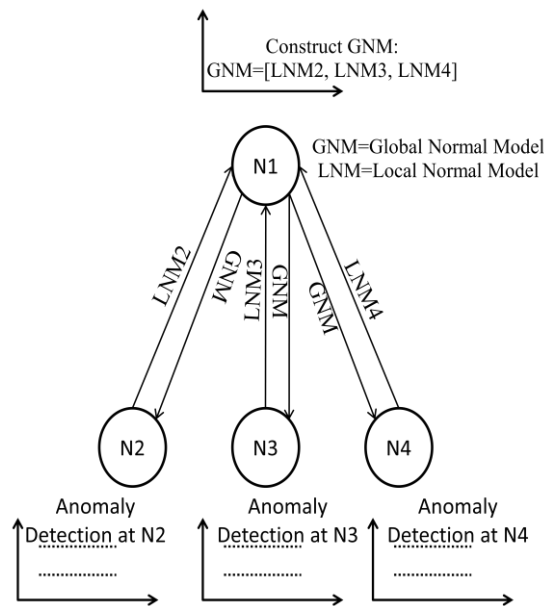 Construct GNM:
GNM=[LNM2, LNM3, LNM4]
GNM=Global Normal Model
LNM=Local Normal Model
N1
LNM2
GNM
LNM3
GNM
GNM
LNM4
N2
N3
N4
Anomaly
Detection at N2
Anomaly
Detection at N3
Anomaly
Detection at N4